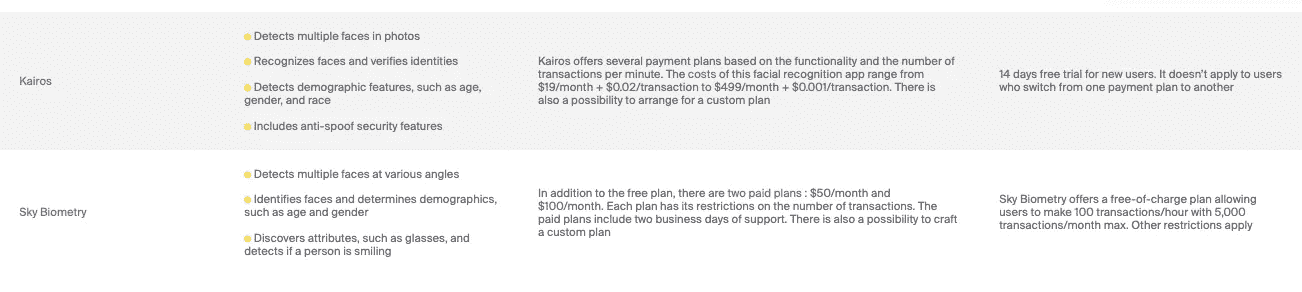 Kairos
Detects multiple faces in photos
Recognizes faces and verifies identities
Detects demographic features, such as age,
gender, and race
Includes anti-spoof security features
Kairos offers several payment plans based on the functionality and the number of
transactions per minute. The costs of this facial recognition app range from
$19/month + $0.02/transaction to $499/month + $0.001/transaction. There is
also a possibility to arrange for a custom plan
14 days free trial for new users. It doesn't apply to users
who switch from one payment plan to another
Sky Biometry
Detects multiple faces at various angles
Identifies faces and determines demographics,
such as age and gender
Discovers attributes, such as glasses, and
detects if a person is smiling
In addition to the free plan, there are two paid plans : $50/month and
$100/month. Each plan has its restrictions on the number of transactions. The
paid plans include two business days of support. There is also a possibility to craft
a custom plan
Sky Biometry offers a free-of-charge plan allowing
users to make 100 transactions/hour with 5,000
transactions/month max. Other restrictions apply